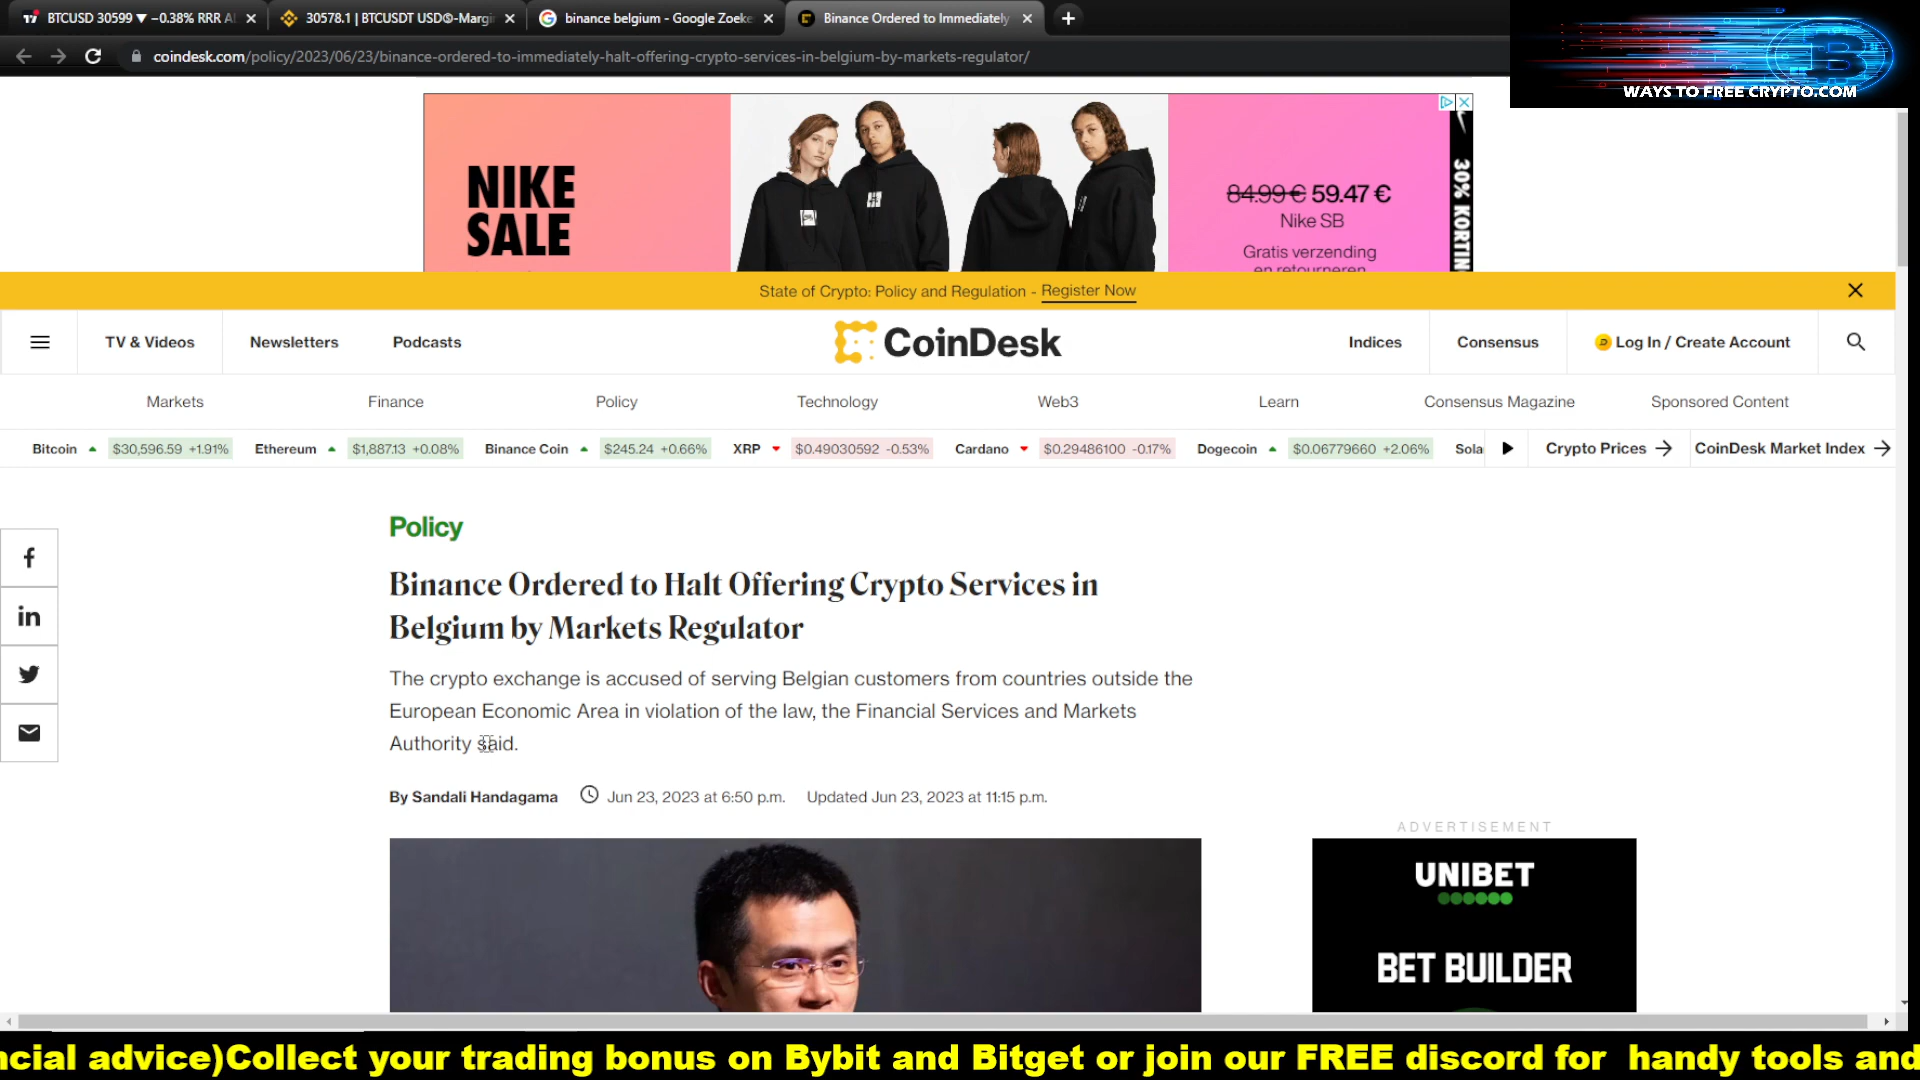 BTCUSD 30599 ▼ −0.38% RRR Al
30578.1 | BTCUSDT USDⓈ-Margi
binance belgium - Google Zoeke
Binance Ordered to Immediately
coindesk.com/policy/2023/06/23/binance-ordered-to-immediately-halt-offering-crypto-services-in-belgium-by-markets-regulator/
WAYS TO FREE CRYPTO.COM
NIKE
SALE
84.99 € 59.47 €
Nike SB
Gratis verzending
en retourneren
30% KORTIN
State of Crypto: Policy and Regulation - Register Now
TV & Videos Newsletters Podcasts CoinDesk Indices Consensus Log In / Create Account
Markets Finance Policy Technology Web3 Learn Consensus Magazine Sponsored Content
Bitcoin $30,596.59 +1.91% Ethereum $1,887.13 +0.08% Binance Coin $245.24 +0.66% XRP $0.49030592 -0.53% Cardano $0.29486100 -0.17% Dogecoin $0.06779660 +2.06% Sola Crypto Prices → CoinDesk Market Index →
Policy
Binance Ordered to Halt Offering Crypto Services in
Belgium by Markets Regulator
The crypto exchange is accused of serving Belgian customers from countries outside the
European Economic Area in violation of the law, the Financial Services and Markets
Authority said.
By Sandali Handagama Jun 23, 2023 at 6:50 p.m. Updated Jun 23, 2023 at 11:15 p.m.
ADVERTISEMENT
UNIBET
BET BUILDER
ncial advice)Collect your trading bonus on Bybit and Bitget or join our FREE discord for handy tools and